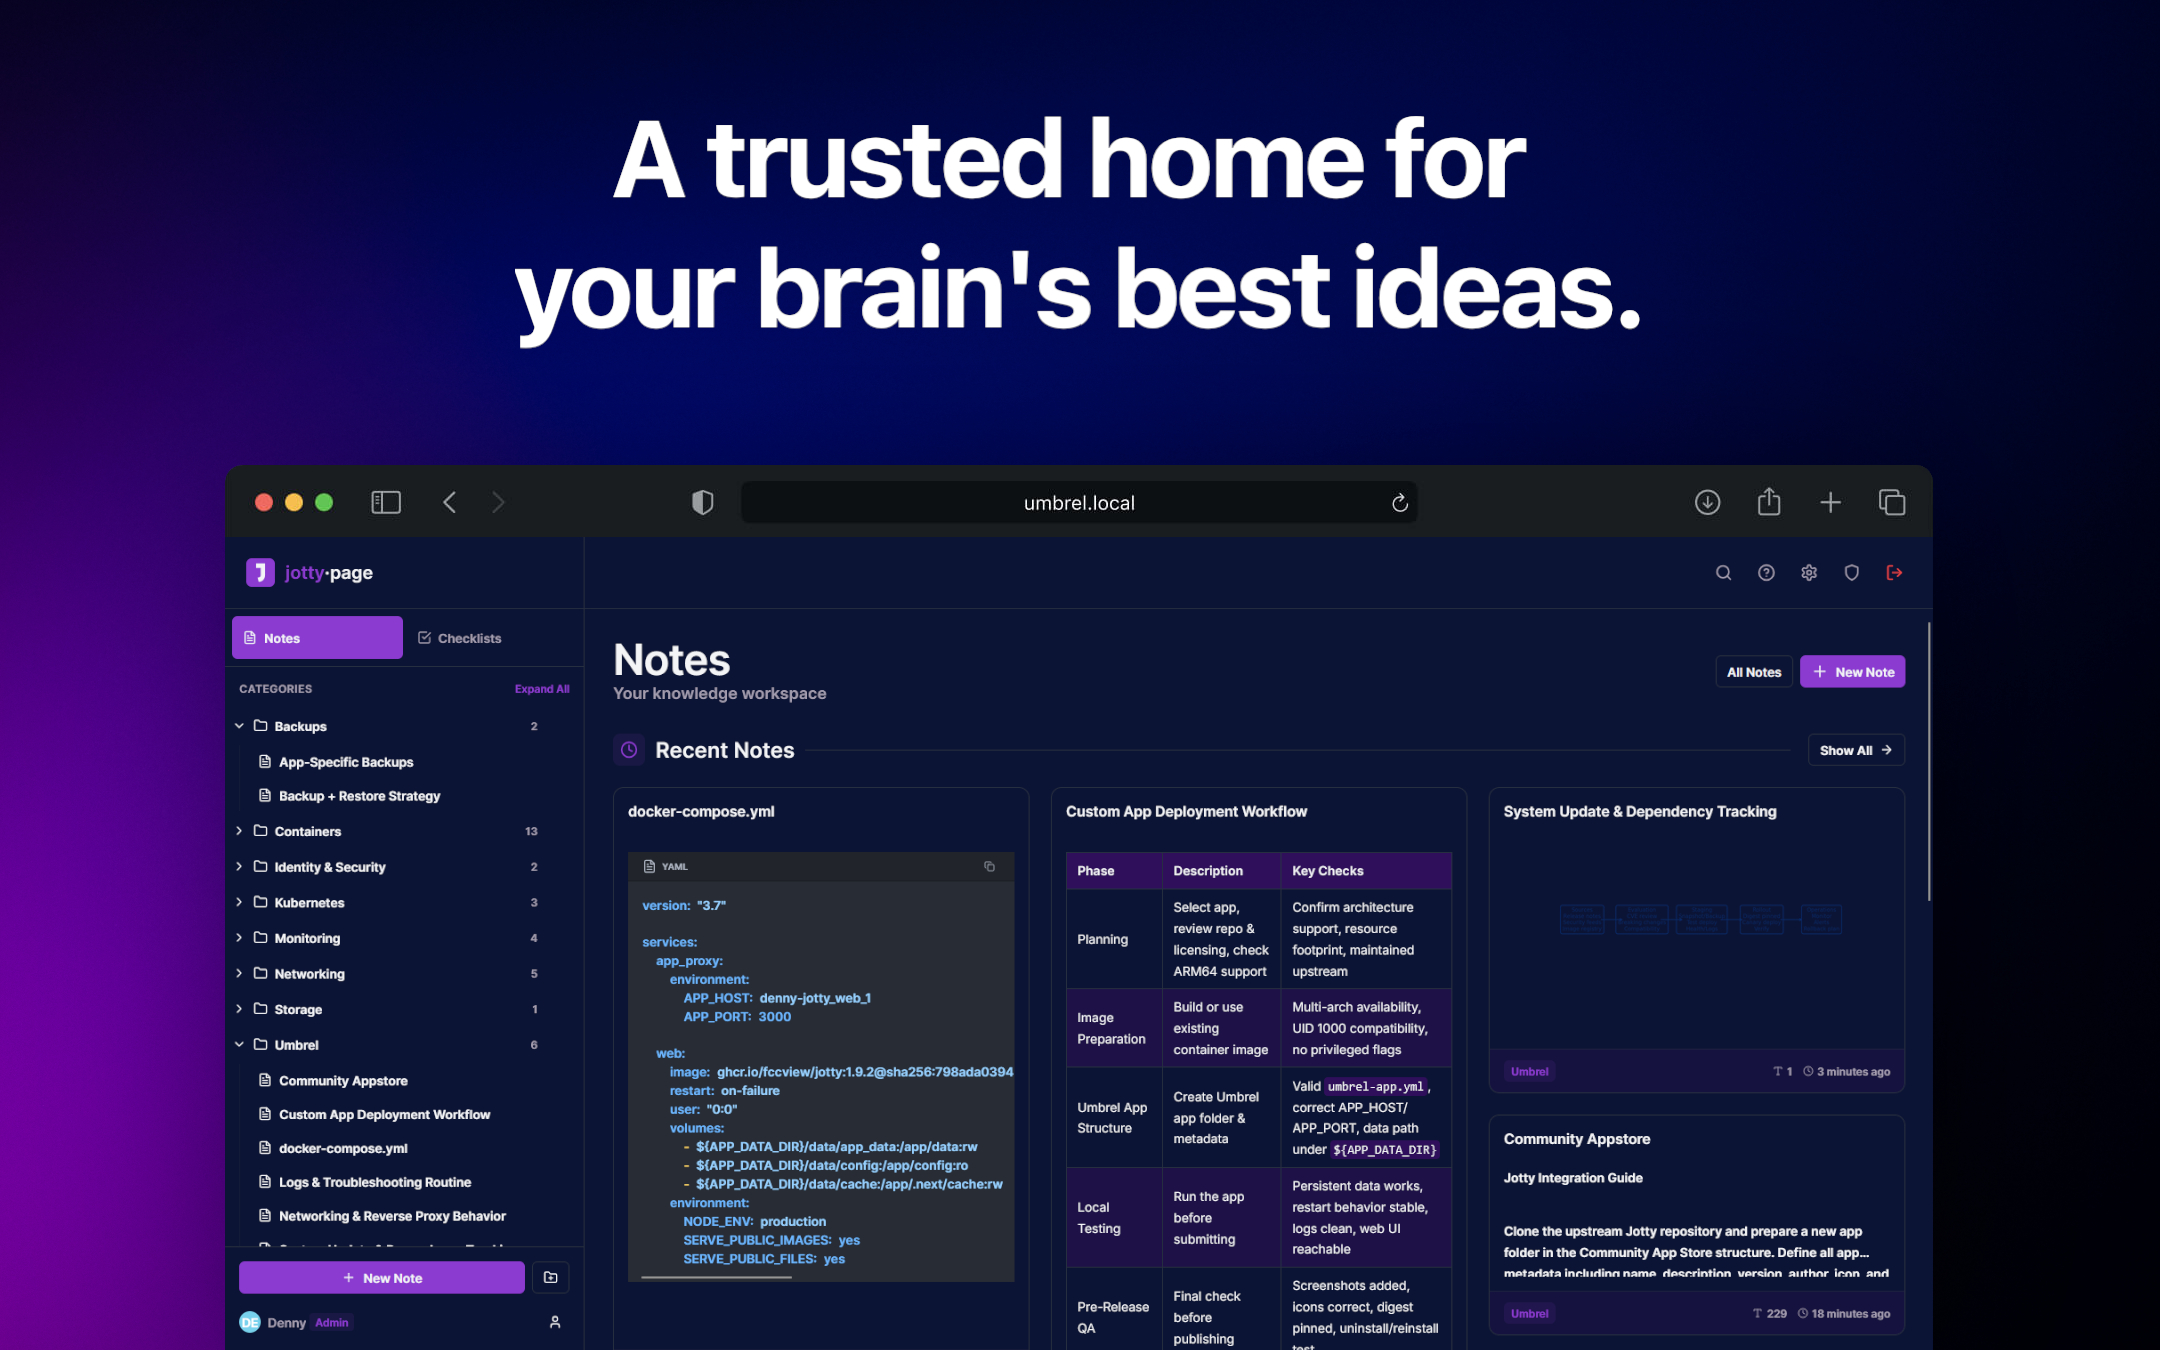 A trusted home for
your brain's best ideas.
umbrel.local
jotty·page
Notes
Checklists
CATEGORIES
Expand All
Backups 2
App-Specific Backups
Backup + Restore Strategy
Containers 13
Identity & Security 2
Kubernetes 3
Monitoring 4
Networking 5
Storage 1
Umbrel 6
Community Appstore
Custom App Deployment Workflow
docker-compose.yml
Logs & Troubleshooting Routine
Networking & Reverse Proxy Behavior
+ New Note
DE Denny Admin
Notes
Your knowledge workspace
All Notes
+ New Note
Recent Notes
Show All →
docker-compose.yml
YAML
version: "3.7"
services:
app_proxy:
environment:
APP_HOST: denny-jotty_web_1
APP_PORT: 3000
web:
image: ghcr.io/fccview/jotty:1.9.2@sha256:798ada0394
restart: on-failure
user: "0:0"
volumes:
- ${APP_DATA_DIR}/data/app_data:/app/data:rw
- ${APP_DATA_DIR}/data/config:/app/config:ro
- ${APP_DATA_DIR}/data/cache:/app/.next/cache:rw
environment:
NODE_ENV: production
SERVE_PUBLIC_IMAGES: yes
SERVE_PUBLIC_FILES: yes
Custom App Deployment Workflow
Phase
Description
Key Checks
Planning
Select app,
review repo &
licensing, check
ARM64 support
Confirm architecture
support, resource
footprint, maintained
upstream
Image
Preparation
Build or use
existing
container image
Multi-arch availability,
UID 1000 compatibility,
no privileged flags
Umbrel App
Structure
Create Umbrel
app folder &
metadata
Valid umbrel-app.yml,
correct APP_HOST/
APP_PORT, data path
under ${APP_DATA_DIR}
Local
Testing
Run the app
before
submitting
Persistent data works,
restart behavior stable,
logs clean, web UI
reachable
Pre-Release
QA
Final check
before
publishing
Screenshots added,
icons correct, digest
pinned, uninstall/reinstall
test
System Update & Dependency Tracking
Umbrel
1
3 minutes ago
Community Appstore
Jotty Integration Guide
Clone the upstream Jotty repository and prepare a new app
folder in the Community App Store structure. Define all app...
metadata including name, description, version, author, icon, and
Umbrel
229
18 minutes ago